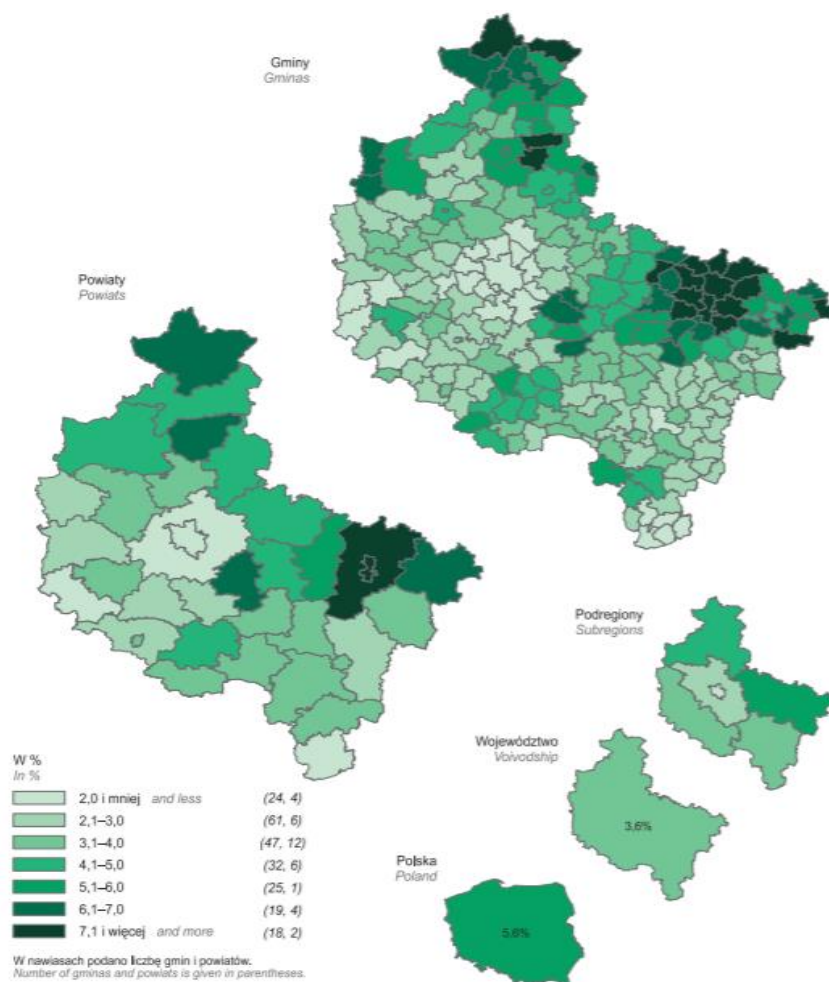 Gminy
Gminas
Powiaty
Powiats
Podregiony
Subregions
Województwo
Voivodship
3,6%
Polska
Poland
5,6%
W %
In %
2,0 i mniej and less (24, 4)
2,1–3,0 (61, 6)
3,1–4,0 (47, 12)
4,1–5,0 (32, 6)
5,1–6,0 (25, 1)
6,1–7,0 (19, 4)
7,1 i więcej and more (18, 2)
W nawiasach podano liczbę gmin i powiatów.
Number of gminas and powiats is given in parentheses.